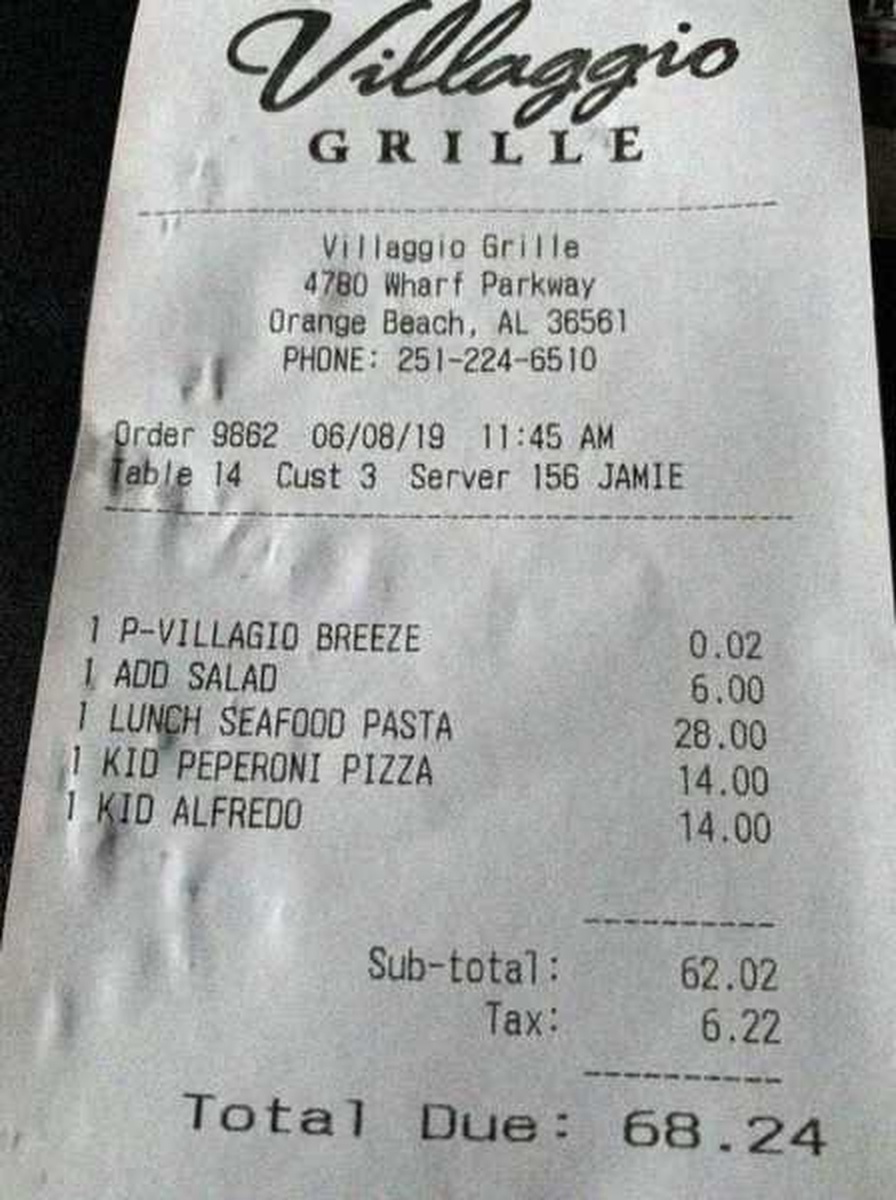 Villaggio
GRILLE
Villaggio Grille
4780 Wharf Parkway
Orange Beach, AL 36561
PHONE: 251-224-6510
Order 9862 06/08/19 11:45 AM
Table 14 Cust 3 Server 156 JAMIE
1 P-VILLAGIO BREEZE 0.02
1 ADD SALAD 6.00
1 LUNCH SEAFOOD PASTA 28.00
1 KID PEPERONI PIZZA 14.00
1 KID ALFREDO 14.00
Sub-total: 62.02
Tax: 6.22
Total Due: 68.24